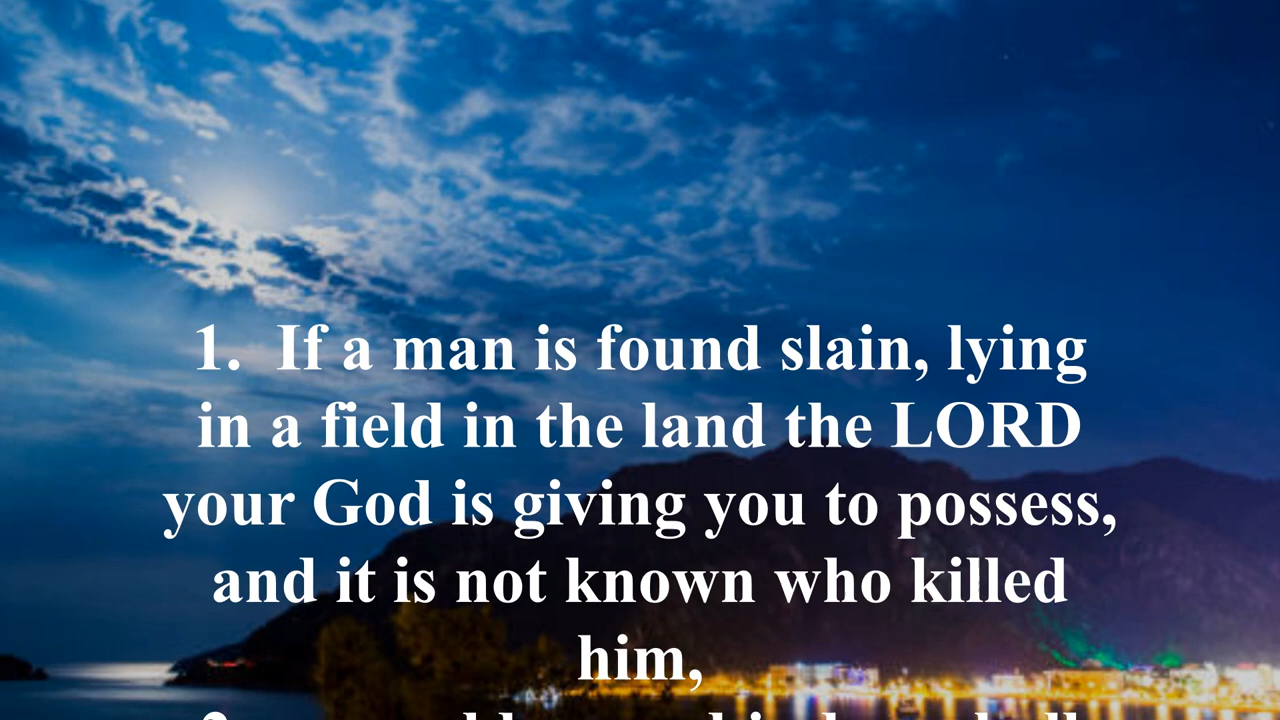 1.  If a man is found slain, lying
in a field in the land the LORD
your God is giving you to possess,
and it is not known who killed
him,